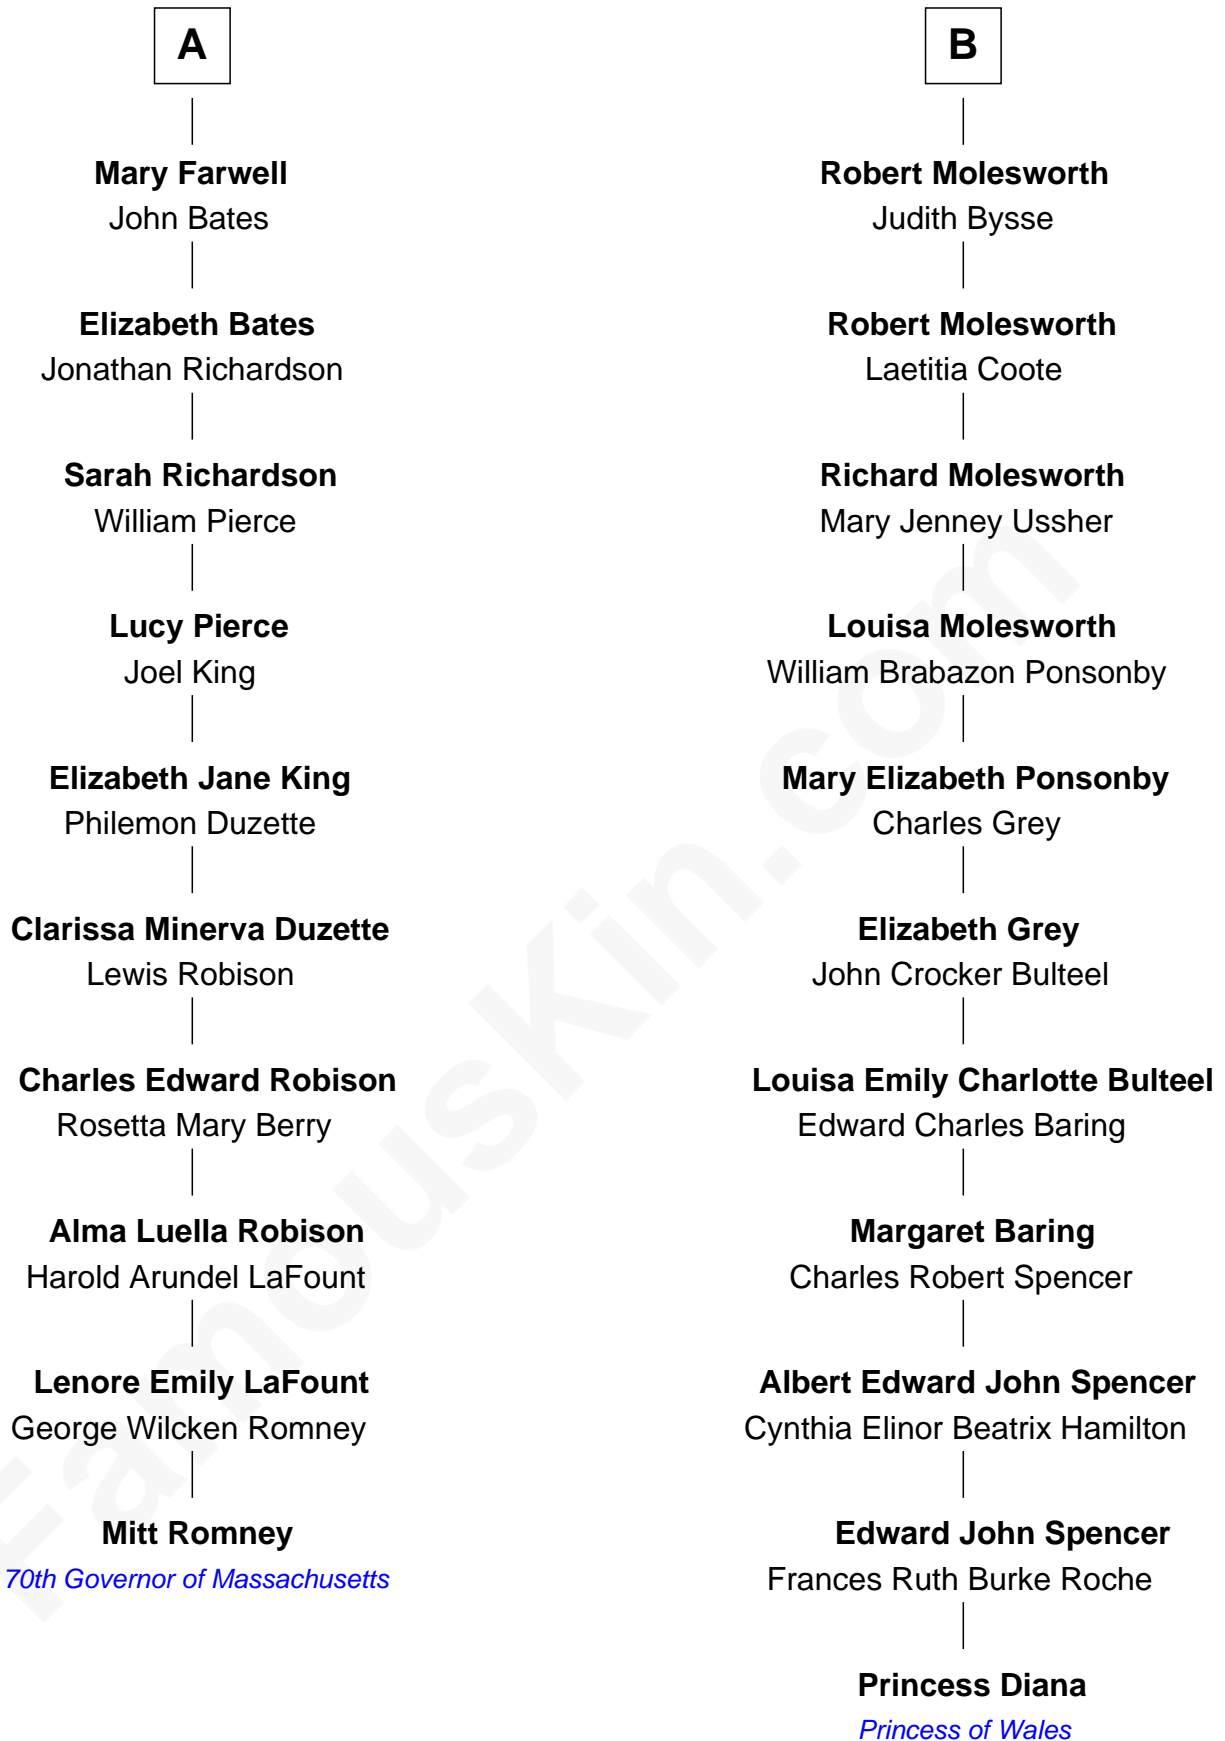 A
Mary Farwell
John Bates
Elizabeth Bates
Jonathan Richardson
Sarah Richardson
William Pierce
Lucy Pierce
Joel King
Elizabeth Jane King
Philemon Duzette
Clarissa Minerva Duzette
Lewis Robison
Charles Edward Robison
Rosetta Mary Berry
Alma Luella Robison
Harold Arundel LaFount
Lenore Emily LaFount
George Wilcken Romney
Mitt Romney
70th Governor of Massachusetts
B
Robert Molesworth
Judith Bysse
Robert Molesworth
Laetitia Coote
Richard Molesworth
Mary Jenney Ussher
Louisa Molesworth
William Brabazon Ponsonby
Mary Elizabeth Ponsonby
Charles Grey
Elizabeth Grey
John Crocker Bulteel
Louisa Emily Charlotte Bulteel
Edward Charles Baring
Margaret Baring
Charles Robert Spencer
Albert Edward John Spencer
Cynthia Elinor Beatrix Hamilton
Edward John Spencer
Frances Ruth Burke Roche
Princess Diana
Princess of Wales
FamousKin.com